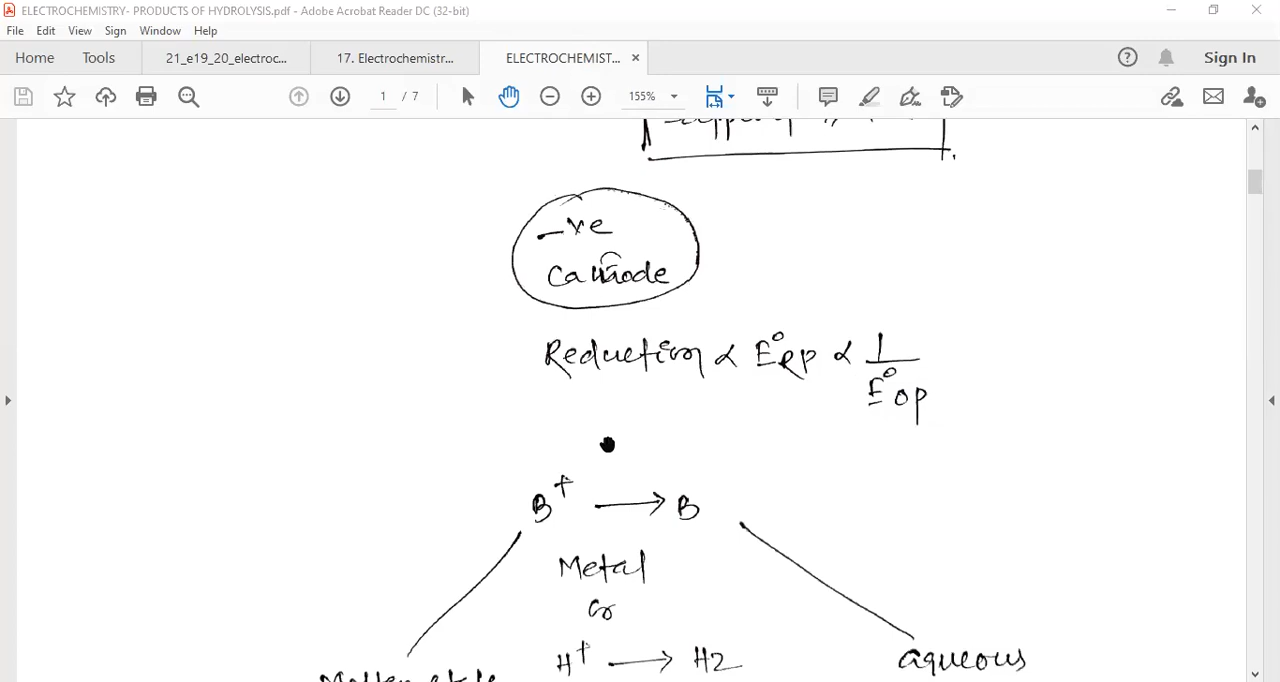 ELECTROCHEMISTRY- PRODUCTS OF HYDROLYSIS.pdf - Adobe Acrobat Reader DC (32-bit)
File Edit View Sign Window Help
Home Tools 21_e19_20_electroc... 17. Electrochemistr... ELECTROCHEMIST... × Sign In
1 / 7 155%
-ve
Cathode
Reduction ∝ E°RP ∝ 1/E°OP
B+ → B
Metal
or
H+ → H2
aqueous